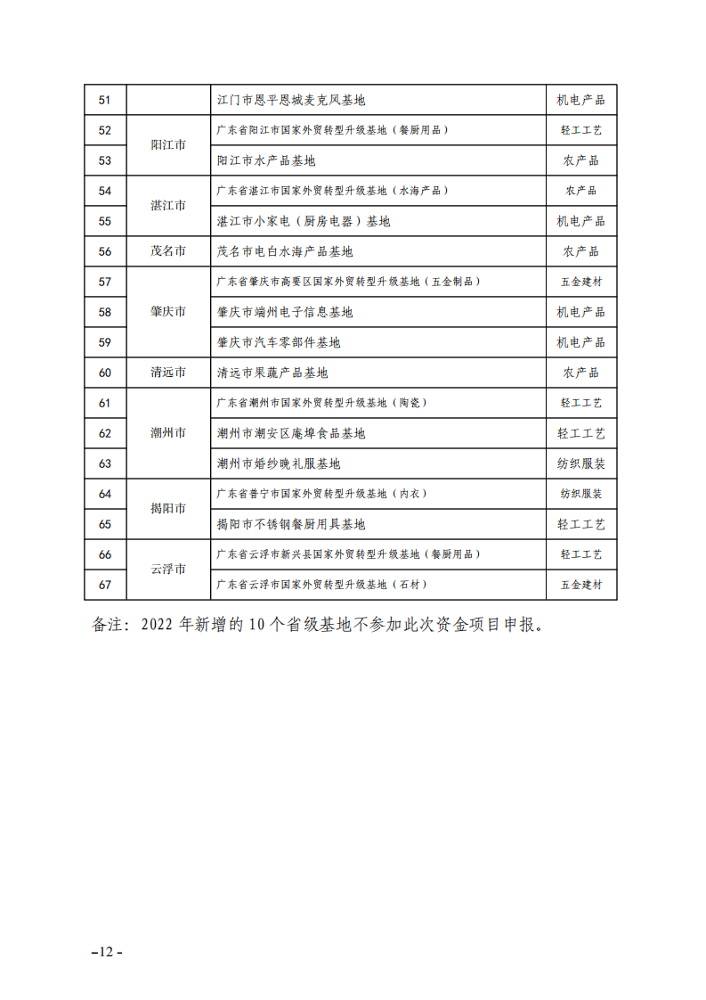 51 江门市恩平恩城麦克风基地 机电产品
52 广东省阳江市国家外贸转型升级基地（餐厨用品） 轻工工艺
阳江市
53 阳江市水产品基地 农产品
54 广东省湛江市国家外贸转型升级基地（水海产品） 农产品
湛江市
55 湛江市小家电（厨房电器）基地 机电产品
56 茂名市 茂名市电白水海产品基地 农产品
57 广东省肇庆市高要区国家外贸转型升级基地（五金制品） 五金建材
58 肇庆市 肇庆市端州电子信息基地 机电产品
59 肇庆市汽车零部件基地 机电产品
60 清远市 清远市果蔬产品基地 农产品
61 广东省潮州市国家外贸转型升级基地（陶瓷） 轻工工艺
62 潮州市 潮州市潮安区庵埠食品基地 轻工工艺
63 潮州市婚纱晚礼服基地 纺织服装
64 广东省普宁市国家外贸转型升级基地（内衣） 纺织服装
揭阳市
65 揭阳市不锈钢餐厨用具基地 轻工工艺
66 广东省云浮市新兴县国家外贸转型升级基地（餐厨用品） 轻工工艺
云浮市
67 广东省云浮市国家外贸转型升级基地（石材） 五金建材
备注：2022 年新增的 10 个省级基地不参加此次资金项目申报。
–12 -